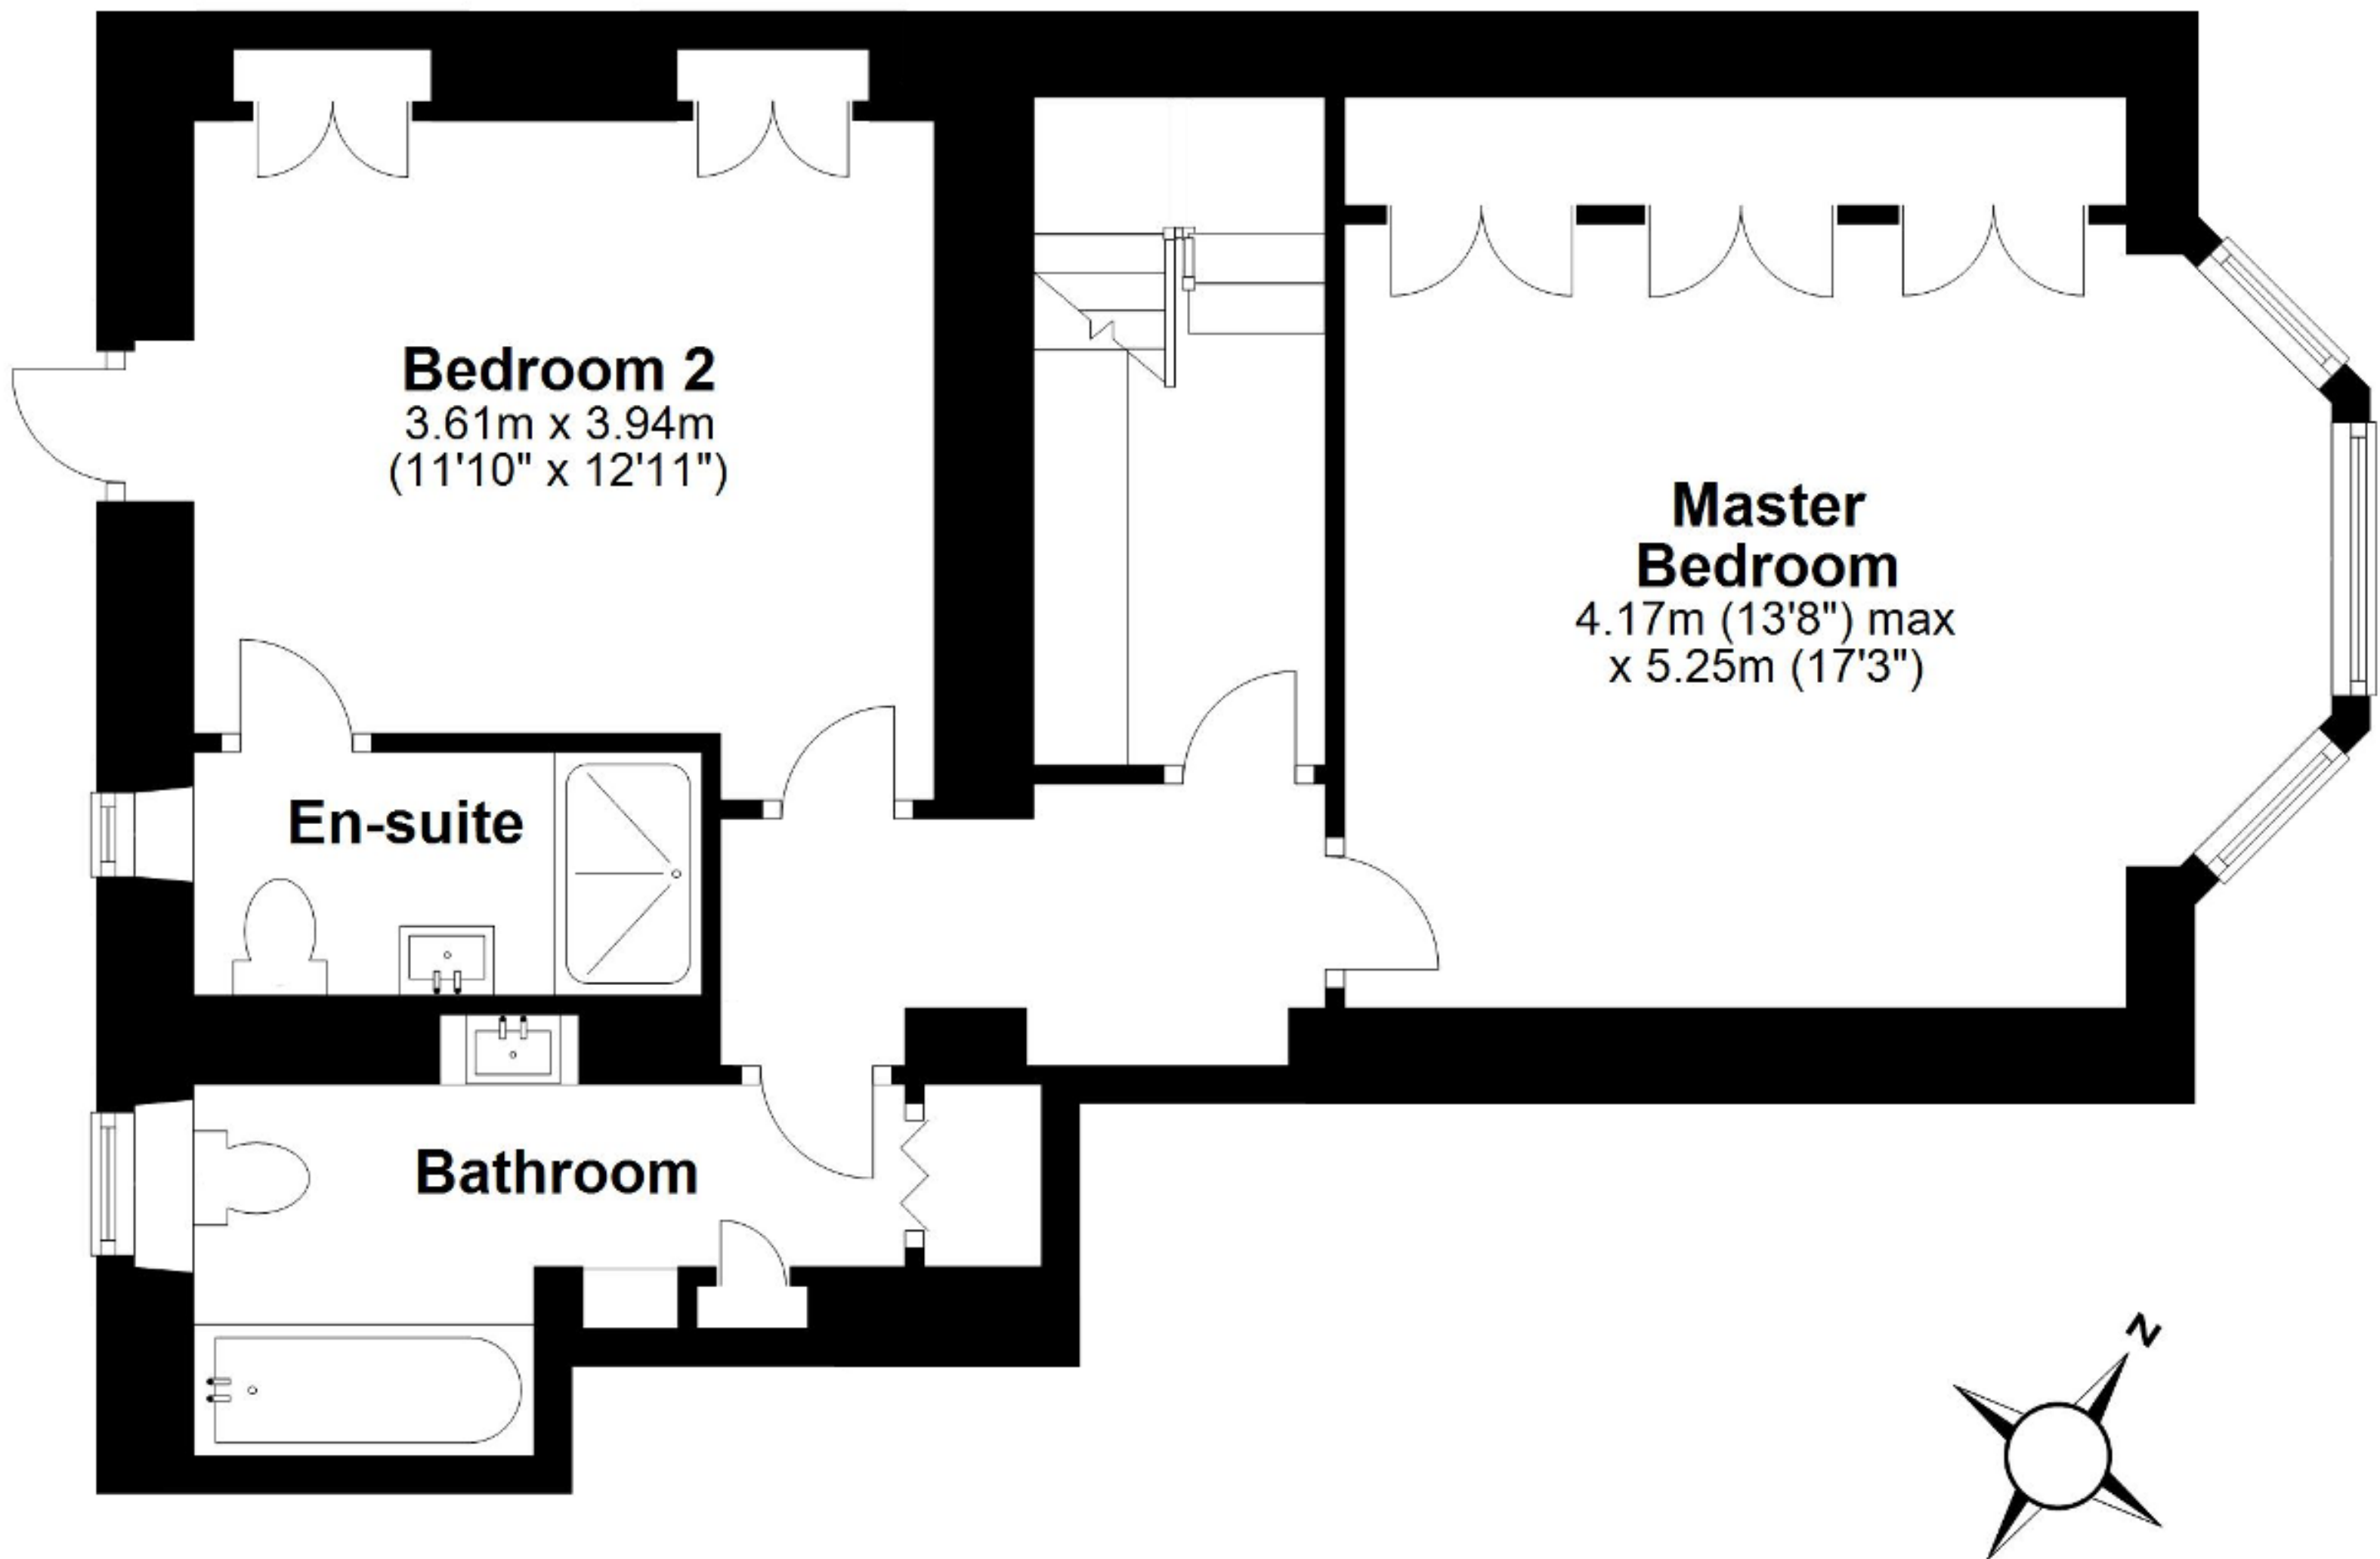 Bedroom 2
3.61m x 3.94m
(11'10" x 12'11")
Master
Bedroom
4.17m (13'8") max
x 5.25m (17'3")
En-suite
Bathroom
N